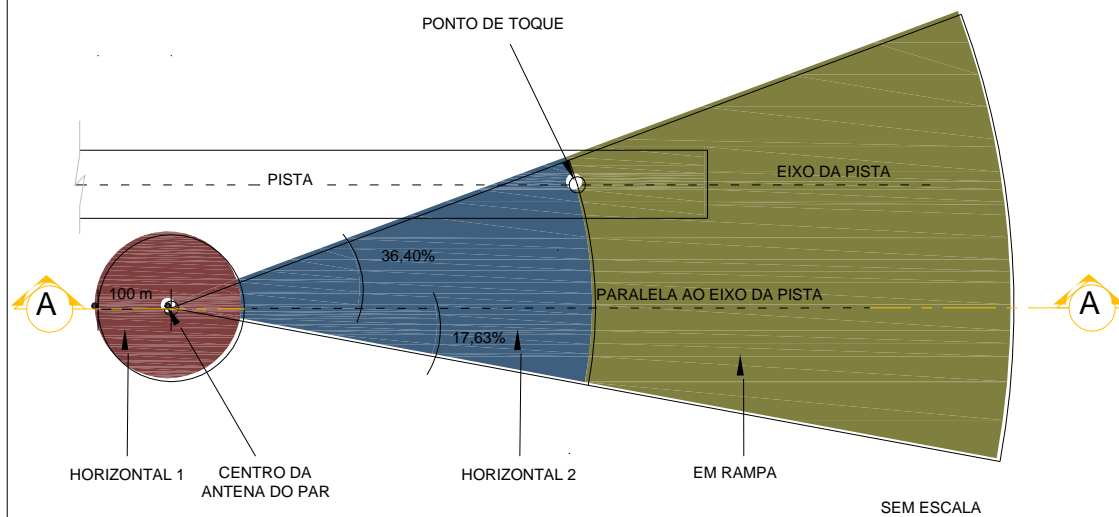 PONTO DE TOQUE
PISTA
EIXO DA PISTA
36,40%
A
100 m
PARALELA AO EIXO DA PISTA
A
17,63%
HORIZONTAL 1
CENTRO DA
ANTENA DO PAR
HORIZONTAL 2
EM RAMPA
SEM ESCALA